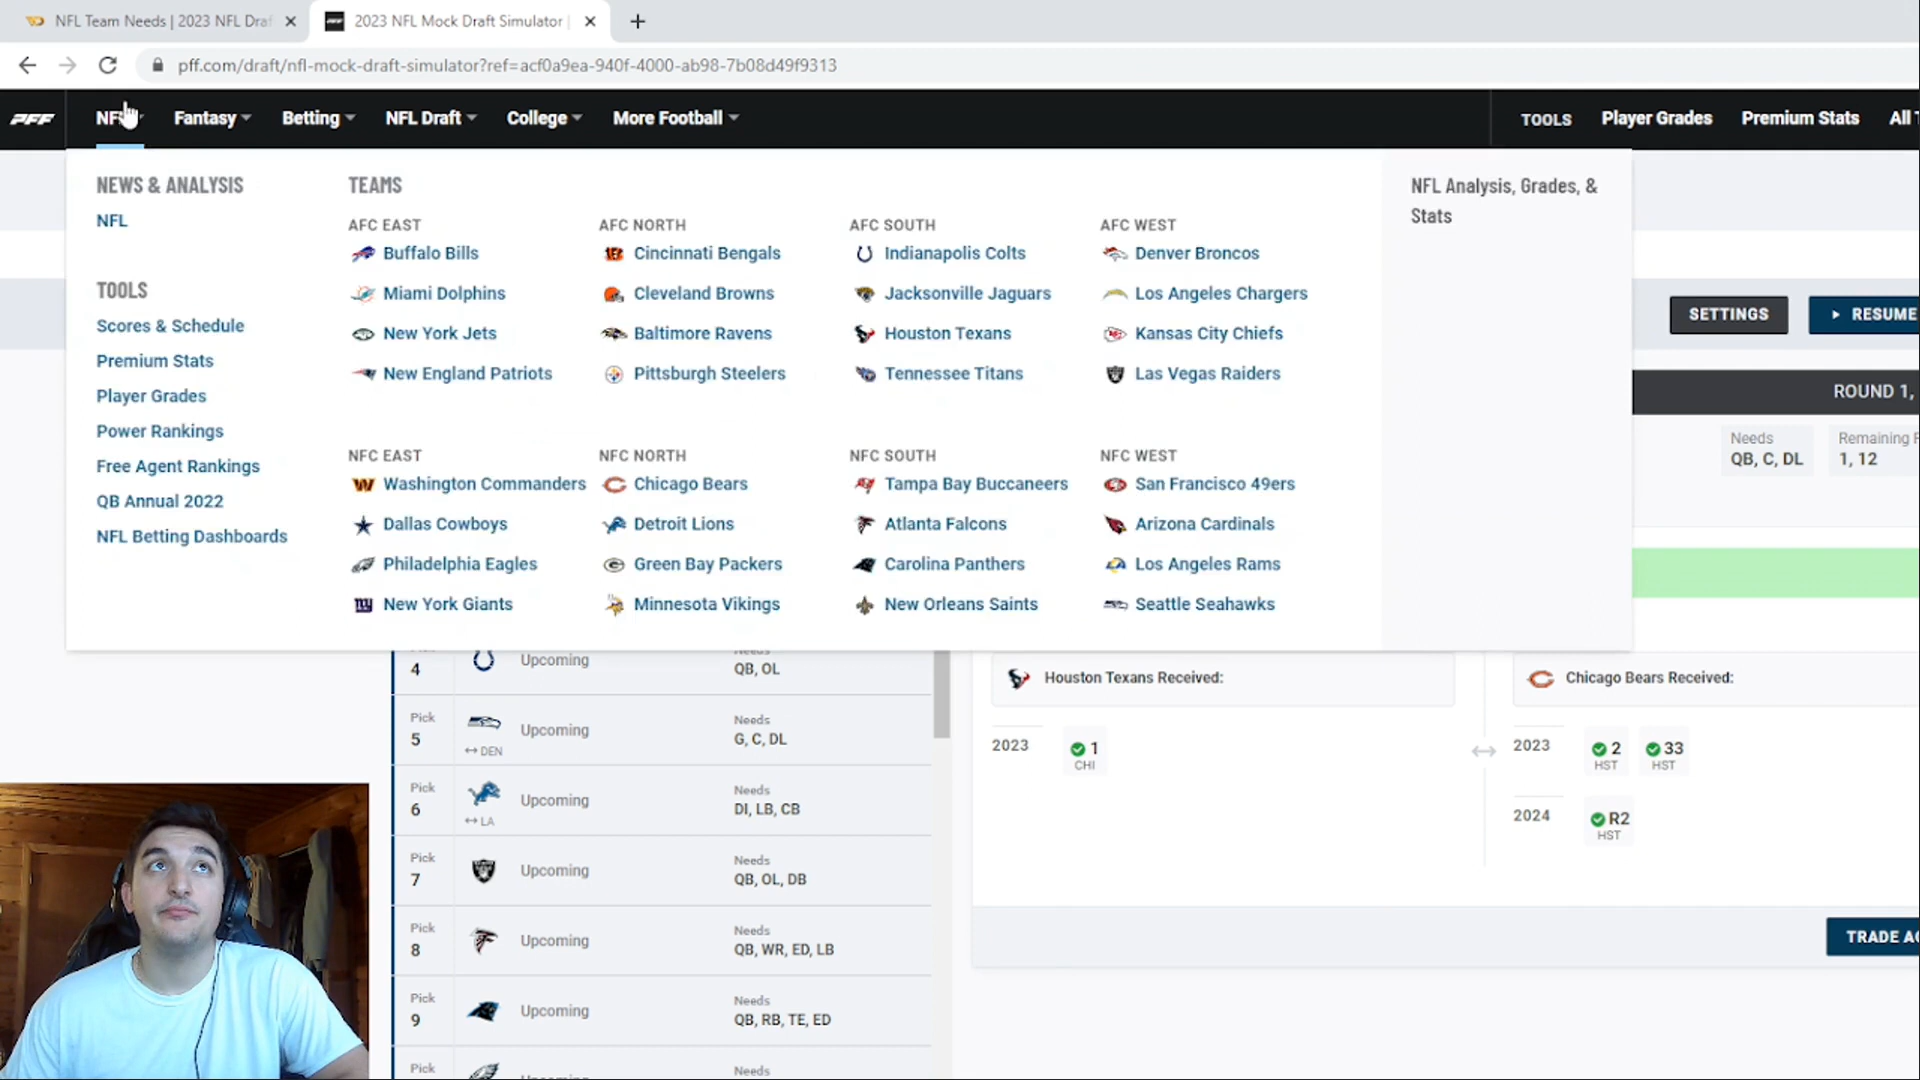 NFL Team Needs | 2023 NFL Draf
2023 NFL Mock Draft Simulator |
pff.com/draft/nfl-mock-draft-simulator?ref=acf0a9ea-940f-4000-ab98-7b08d49f9313
PFF
NFL
Fantasy
Betting
NFL Draft
College
More Football
TOOLS
Player Grades
Premium Stats
All T
NEWS & ANALYSIS
NFL
TOOLS
Scores & Schedule
Premium Stats
Player Grades
Power Rankings
Free Agent Rankings
QB Annual 2022
NFL Betting Dashboards
TEAMS
AFC EAST
Buffalo Bills
Miami Dolphins
New York Jets
New England Patriots
AFC NORTH
Cincinnati Bengals
Cleveland Browns
Baltimore Ravens
Pittsburgh Steelers
AFC SOUTH
Indianapolis Colts
Jacksonville Jaguars
Houston Texans
Tennessee Titans
AFC WEST
Denver Broncos
Los Angeles Chargers
Kansas City Chiefs
Las Vegas Raiders
NFC EAST
Washington Commanders
Dallas Cowboys
Philadelphia Eagles
New York Giants
NFC NORTH
Chicago Bears
Detroit Lions
Green Bay Packers
Minnesota Vikings
NFC SOUTH
Tampa Bay Buccaneers
Atlanta Falcons
Carolina Panthers
New Orleans Saints
NFC WEST
San Francisco 49ers
Arizona Cardinals
Los Angeles Rams
Seattle Seahawks
NFL Analysis, Grades, &
Stats
SETTINGS
RESUME
ROUND 1,
Needs
QB, C, DL
Remaining P
1, 12
4
Upcoming
Needs
QB, OL
Pick
5
DEN
Upcoming
Needs
G, C, DL
Pick
6
LA
Upcoming
Needs
DI, LB, CB
Pick
7
Upcoming
Needs
QB, OL, DB
Pick
8
Upcoming
Needs
QB, WR, ED, LB
Pick
9
Upcoming
Needs
QB, RB, TE, ED
Pick
Upcoming
Needs
Houston Texans Received:
2023
1
CHI
Chicago Bears Received:
2023
2
HST
33
HST
2024
R2
HST
TRADE AG